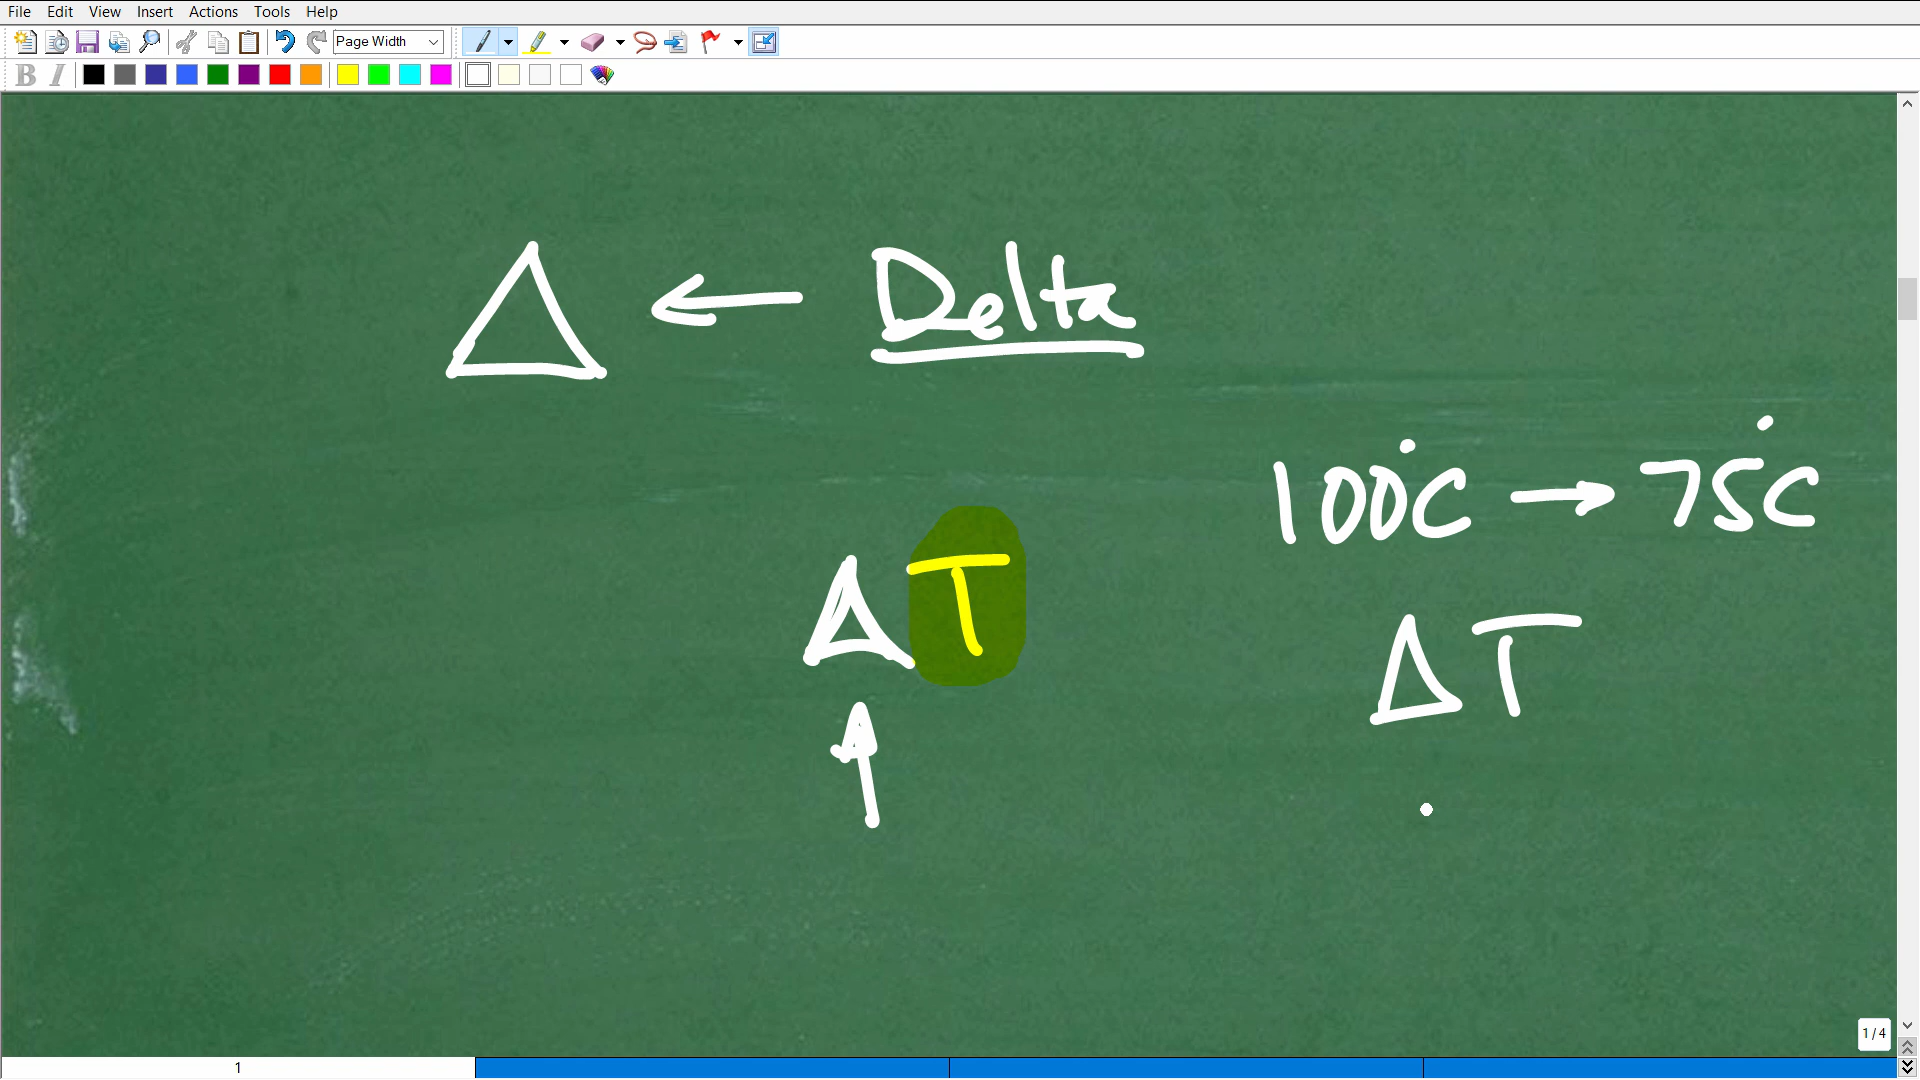 File Edit View Insert Actions Tools Help
Page Width
B I
Δ ← Delta
100°C → 75°C
ΔT
ΔT
1 / 4
1